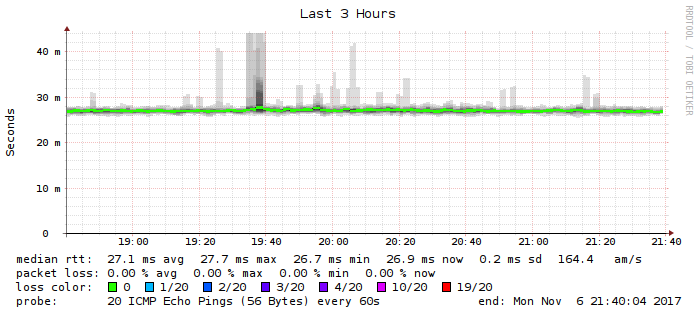 Last 3 Hours
RRDTOOL / TOBI OETIKER
Seconds
40 m
30 m
20 m
10 m
0
19:00 19:20 19:40 20:00 20:20 20:40 21:00 21:20 21:40
median rtt: 27.1 ms avg 27.7 ms max 26.7 ms min 26.9 ms now 0.2 ms sd 164.4 am/s
packet loss: 0.00 % avg 0.00 % max 0.00 % min 0.00 % now
loss color: 0 1/20 2/20 3/20 4/20 10/20 19/20
probe: 20 ICMP Echo Pings (56 Bytes) every 60s end: Mon Nov 6 21:40:04 2017